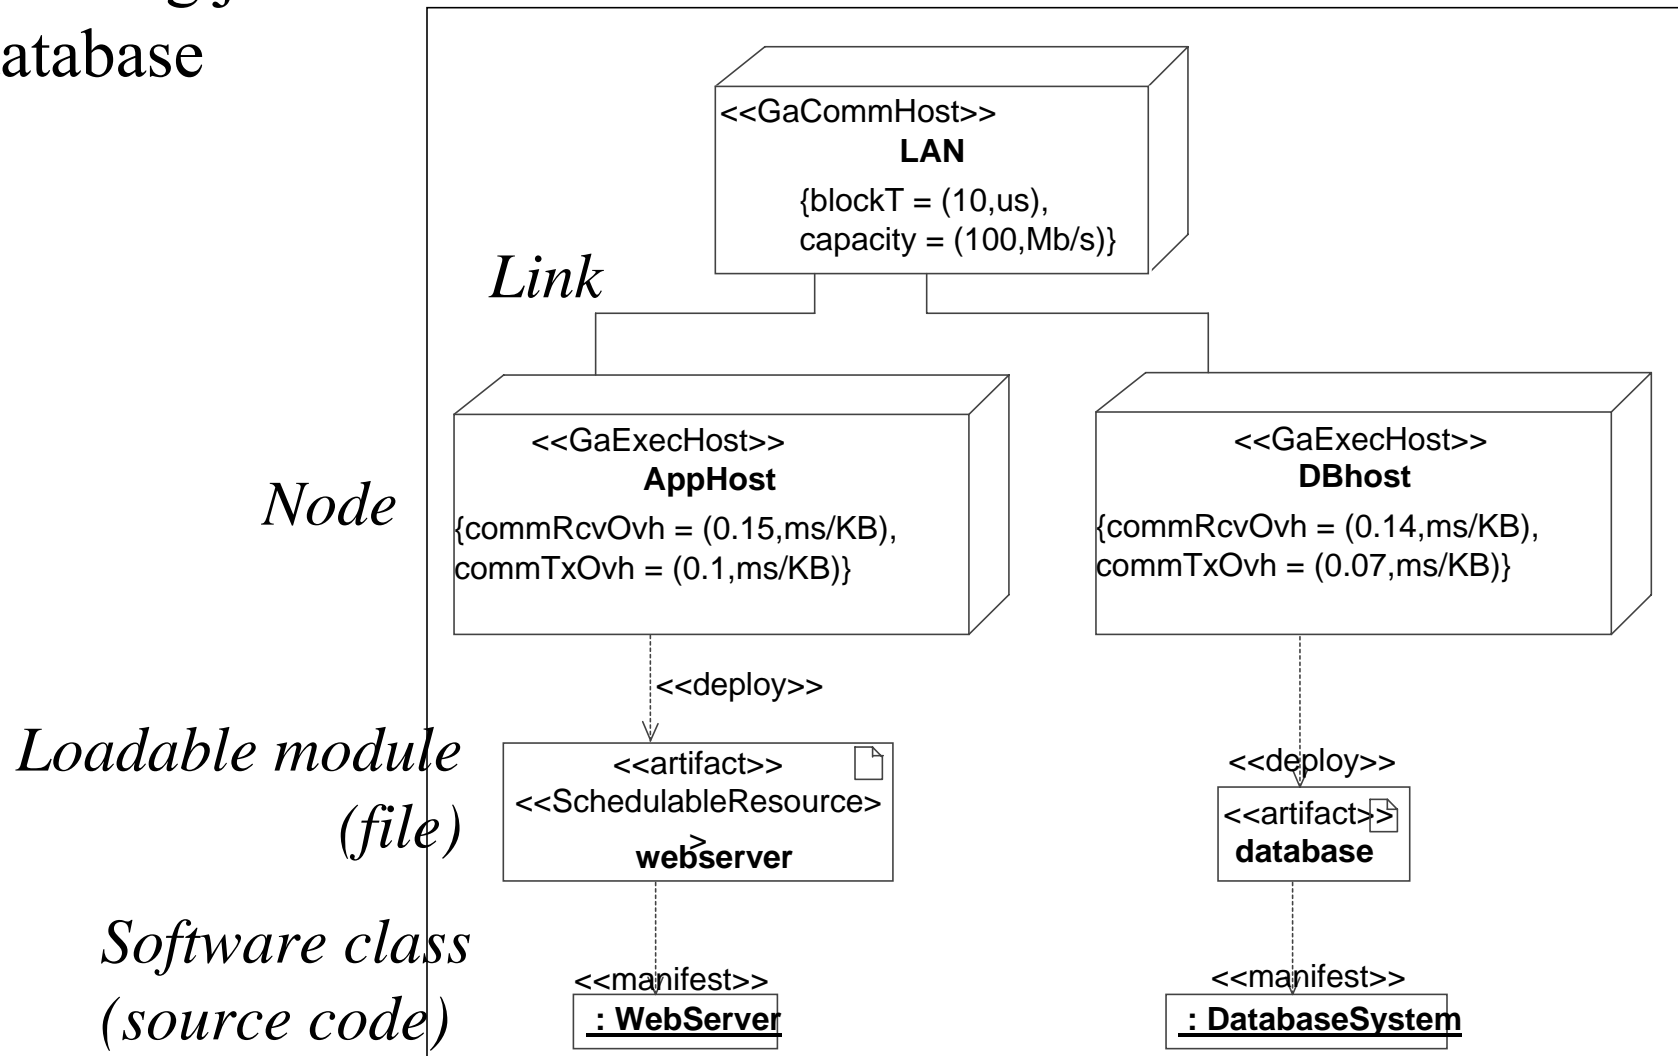 atabase
<<GaCommHost>>
LAN
{blockT = (10,us),
capacity = (100,Mb/s)}
Link
<<GaExecHost>>
AppHost
{commRcvOvh = (0.15,ms/KB),
commTxOvh = (0.1,ms/KB)}
<<GaExecHost>>
DBhost
{commRcvOvh = (0.14,ms/KB),
commTxOvh = (0.07,ms/KB)}
Node
<<deploy>>
<<deploy>>
Loadable module
(file)
<<artifact>>
<<SchedulableResource>
>
webserver
<<artifact>>
database
Software class
(source code)
<<manifest>>
: WebServer
<<manifest>>
: DatabaseSystem